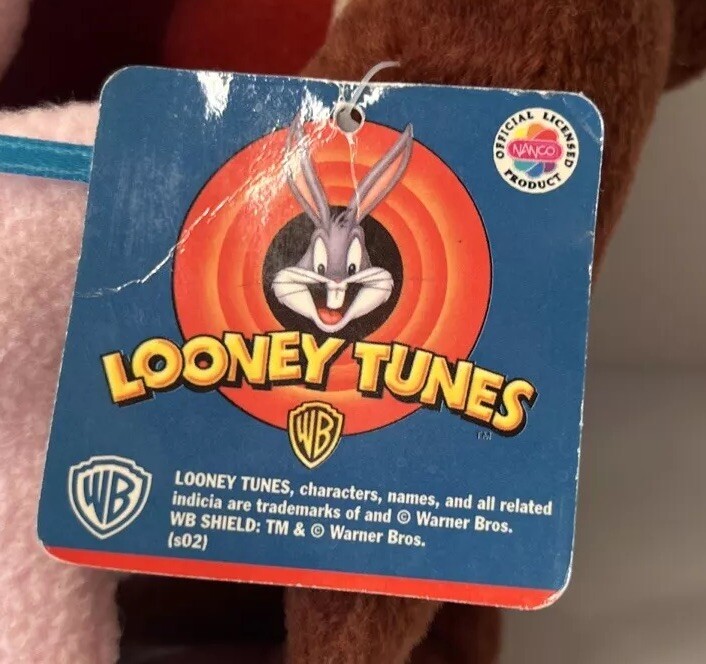 OFFICIAL LICENSED
NANCO
PRODUCT
LOONEY TUNES
TM
WB
WB
LOONEY TUNES, characters, names, and all related
indicia are trademarks of and © Warner Bros.
WB SHIELD: TM & © Warner Bros.
(s02)